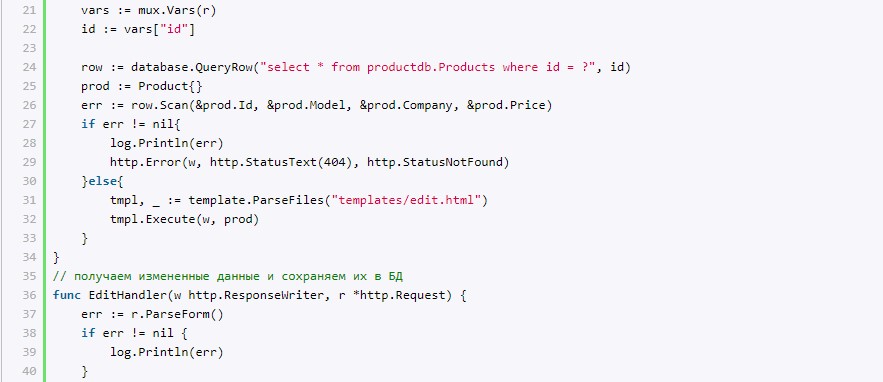 21 vars := mux.Vars(r)
22 id := vars["id"]
23
24 row := database.QueryRow("select * from productdb.Products where id = ?", id)
25 prod := Product{}
26 err := row.Scan(&prod.Id, &prod.Model, &prod.Company, &prod.Price)
27 if err != nil{
28 log.Println(err)
29 http.Error(w, http.StatusText(404), http.StatusNotFound)
30 }else{
31 tmpl, _ := template.ParseFiles("templates/edit.html")
32 tmpl.Execute(w, prod)
33 }
34 }
35 // получаем измененные данные и сохраняем их в БД
36 func EditHandler(w http.ResponseWriter, r *http.Request) {
37 err := r.ParseForm()
38 if err != nil {
39 log.Println(err)
40 }